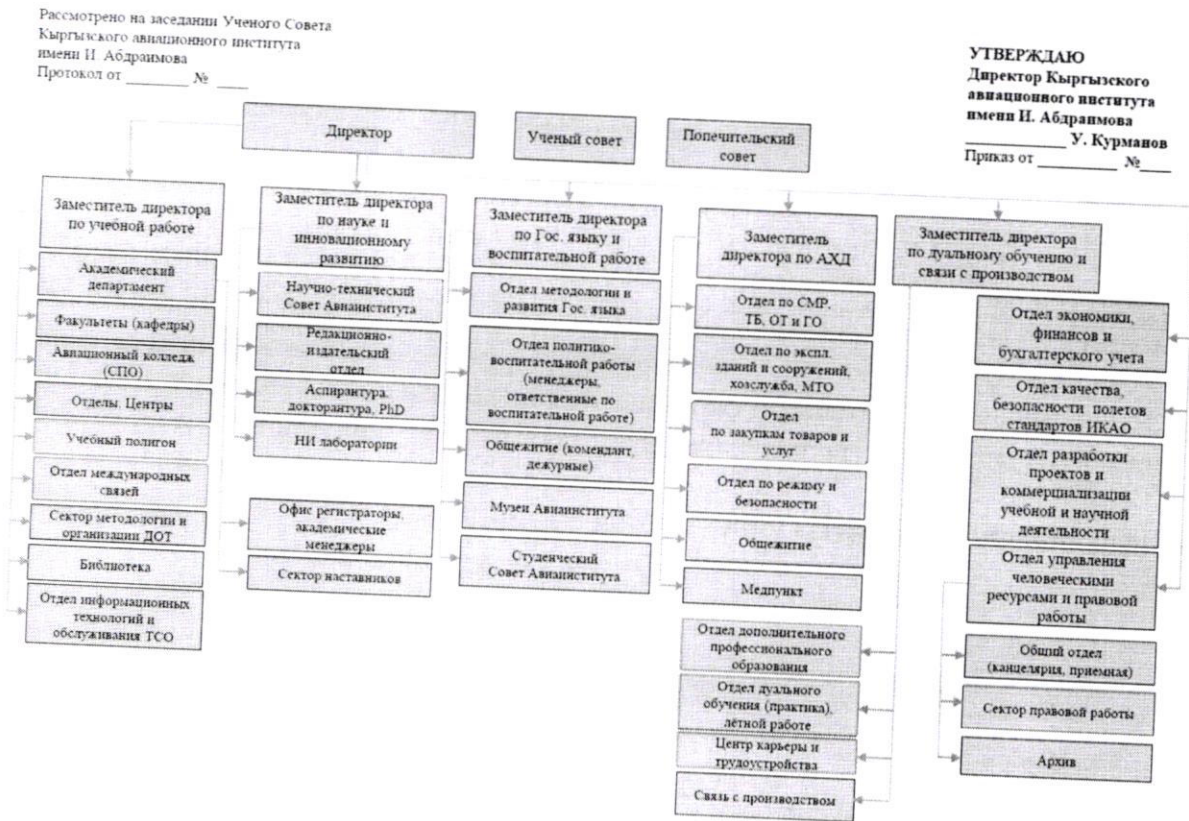 Рассмотрено на заседании Ученого Совета
Кыргызского авиационного института
имени И. Абдраимова
Протокол от ________ № ____
УТВЕРЖДАЮ
Директор Кыргызского
авиационного института
имени И. Абдраимова
____________ У. Курманов
Приказ от _________ №____
Директор
Ученый совет
Попечительский
совет
Заместитель директора
по учебной работе
Академический
департамент
Факультеты (кафедры)
Авиационный колледж
(СПО)
Отделы. Центры
Учебный полигон
Отдел международных
связей
Сектор методологии и
организации ДОТ
Библиотека
Отдел информационных
технологий и
обслуживания ТСО
Заместитель директора
по науке и
инновационному
развитию
Научно-технический
Совет Авиаинститута
Редакционно-
издательский
отдел
Аспирантура,
докторантура, PhD
НИ лаборатории
Офис регистраторы,
академические
менеджеры
Сектор наставников
Заместитель директора
по Гос. языку и
воспитательной работе
Отдел методологии и
развития Гос. языка
Отдел политико-
воспитательной работы
(менеджеры,
ответственные по
воспитательной работе)
Общежитие (комендант,
дежурные)
Музеи Авиаинститута
Студенческий
Совет Авиаинститута
Заместитель
директора по АХД
Отдел по СМР,
ТБ, ОТ и ГО
Отдел по экспл.
зданий и сооружений,
хозслужба, МТО
Отдел
по закупкам товаров и
услуг
Отдел по режиму и
безопасности
Общежитие
Медпункт
Отдел дополнительного
профессионального
образования
Отдел дуального
обучения (практика),
лётной работе
Центр карьеры и
трудоустройства
Связь с производством
Заместитель директора
по дуальному обучению и
связи с производством
Отдел экономики,
финансов и
бухгалтерского учета
Отдел качества,
безопасности полетов
стандартов ИКАО
Отдел разработки
проектов и
коммерциализации
учебной и научной
деятельности
Отдел управления
человеческими
ресурсами и правовой
работы
Общий отдел
(канцелярия, приемная)
Сектор правовой работы
Архив